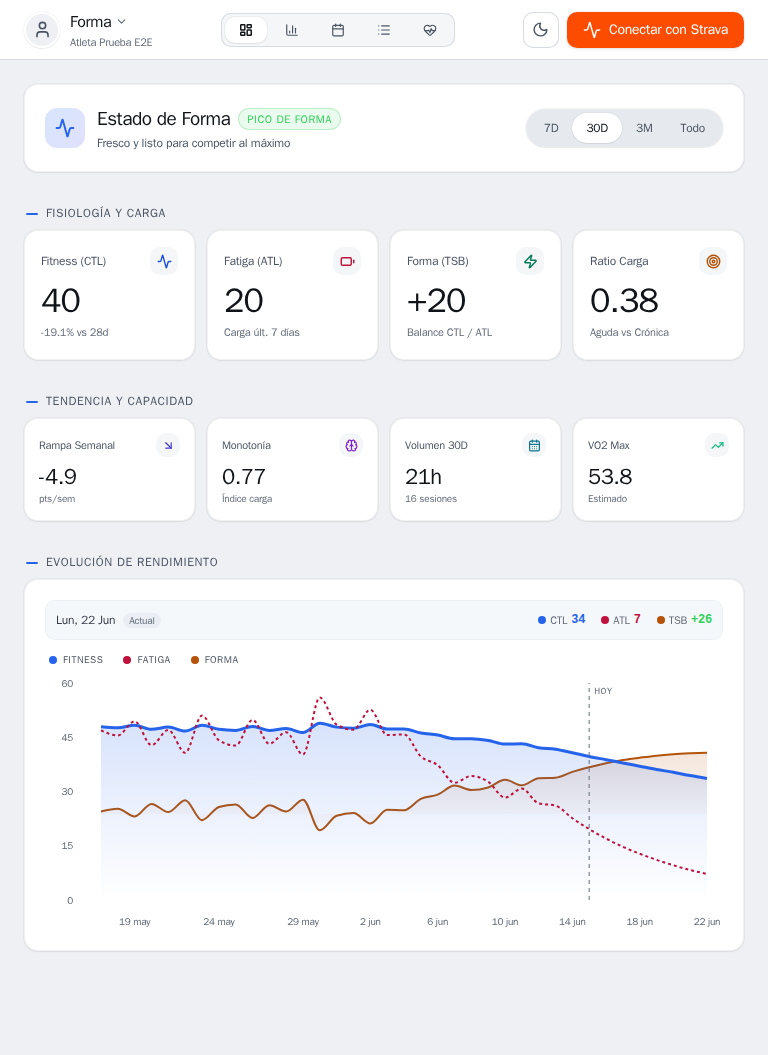 Forma
Atleta Prueba E2E
Conectar con Strava
Estado de Forma
PICO DE FORMA
Fresco y listo para competir al máximo
7D
30D
3M
Todo
FISIOLOGÍA Y CARGA
Fitness (CTL)
40
-19.1% vs 28d
Fatiga (ATL)
20
Carga últ. 7 días
Forma (TSB)
+20
Balance CTL / ATL
Ratio Carga
0.38
Aguda vs Crónica
TENDENCIA Y CAPACIDAD
Rampa Semanal
-4.9
pts/sem
Monotonía
0.77
Índice carga
Volumen 30D
21h
16 sesiones
VO2 Max
53.8
Estimado
EVOLUCIÓN DE RENDIMIENTO
Lun, 22 Jun
Actual
CTL 34
ATL 7
TSB +26
FITNESS
FATIGA
FORMA
60
45
30
15
0
HOY
19 may
24 may
29 may
2 jun
6 jun
10 jun
14 jun
18 jun
22 jun